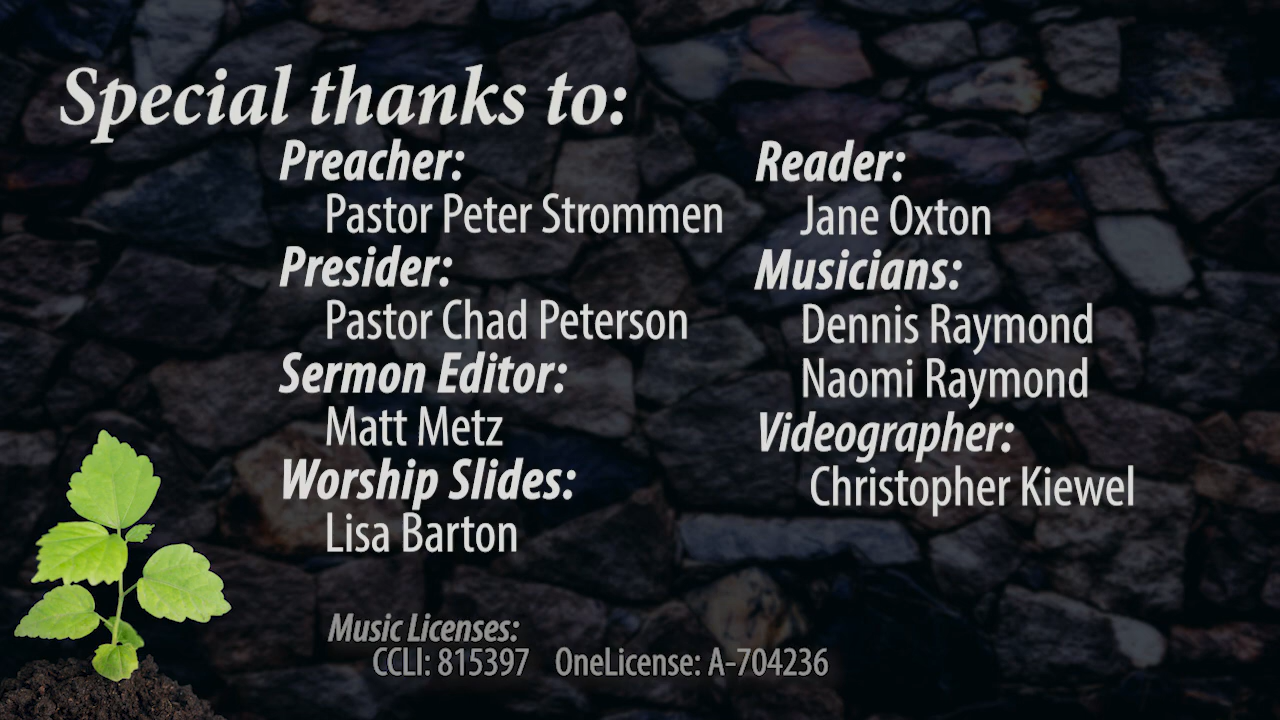 Special thanks to:
Preacher:
Pastor Peter Strommen
Presider:
Pastor Chad Peterson
Sermon Editor:
Matt Metz
Worship Slides:
Lisa Barton
Reader:
Jane Oxton
Musicians:
Dennis Raymond
Naomi Raymond
Videographer:
Christopher Kiewel
Music Licenses:
CCLI: 815397 OneLicense: A-704236